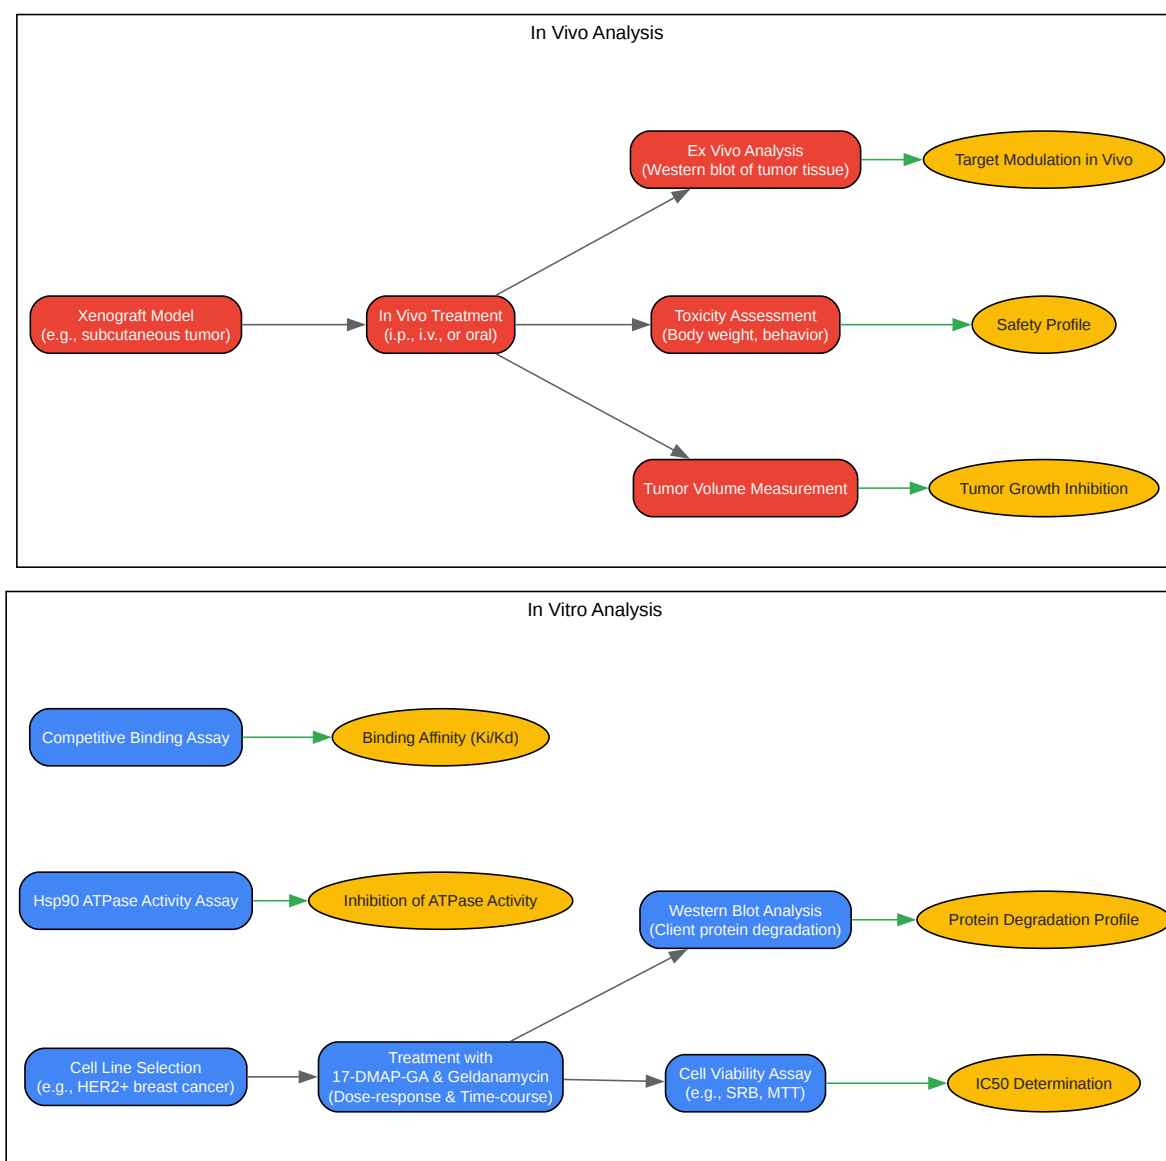 In Vivo Analysis
Ex Vivo Analysis
(Western blot of tumor tissue)
Target Modulation in Vivo
Xenograft Model
(e.g., subcutaneous tumor)
In Vivo Treatment
(i.p., i.v., or oral)
Toxicity Assessment
(Body weight, behavior)
Safety Profile
Tumor Volume Measurement
Tumor Growth Inhibition
In Vitro Analysis
Competitive Binding Assay
Binding Affinity (Ki/Kd)
Hsp90 ATPase Activity Assay
Inhibition of ATPase Activity
Western Blot Analysis
(Client protein degradation)
Protein Degradation Profile
Cell Line Selection
(e.g., HER2+ breast cancer)
Treatment with
17-DMAP-GA & Geldanamycin
(Dose-response & Time-course)
Cell Viability Assay
(e.g., SRB, MTT)
IC50 Determination